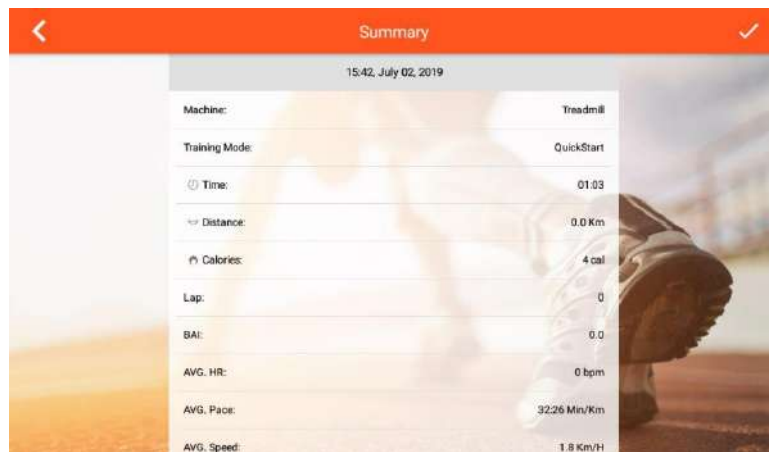 Summary
15:42, July 02, 2019
Machine: Treadmill
Training Mode: QuickStart
Time: 01:03
Distance: 0.0 Km
Calories: 4 cal
Lap: 0
BAI: 0.0
AVG. HR: 0 bpm
AVG. Pace: 32:26 Min/Km
AVG. Speed: 1.8 Km/H